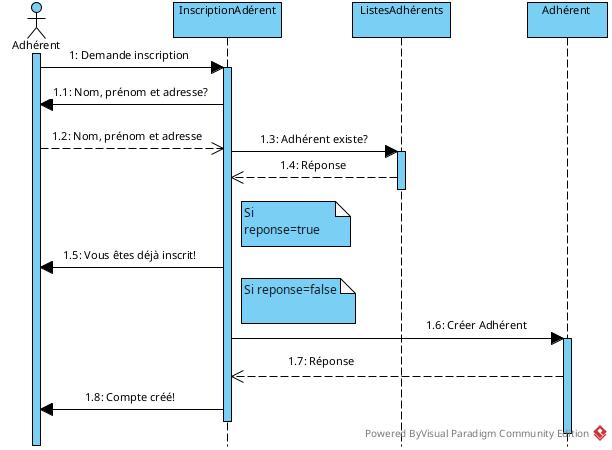 InscriptionAdérent
ListesAdhérents
Adhérent
Adhérent
1: Demande inscription
1.1: Nom, prénom et adresse?
1.2: Nom, prénom et adresse
1.3: Adhérent existe?
1.4: Réponse
Si
reponse=true
1.5: Vous êtes déjà inscrit!
Si reponse=false
1.6: Créer Adhérent
1.7: Réponse
1.8: Compte créé!
Powered ByVisual Paradigm Community Edition